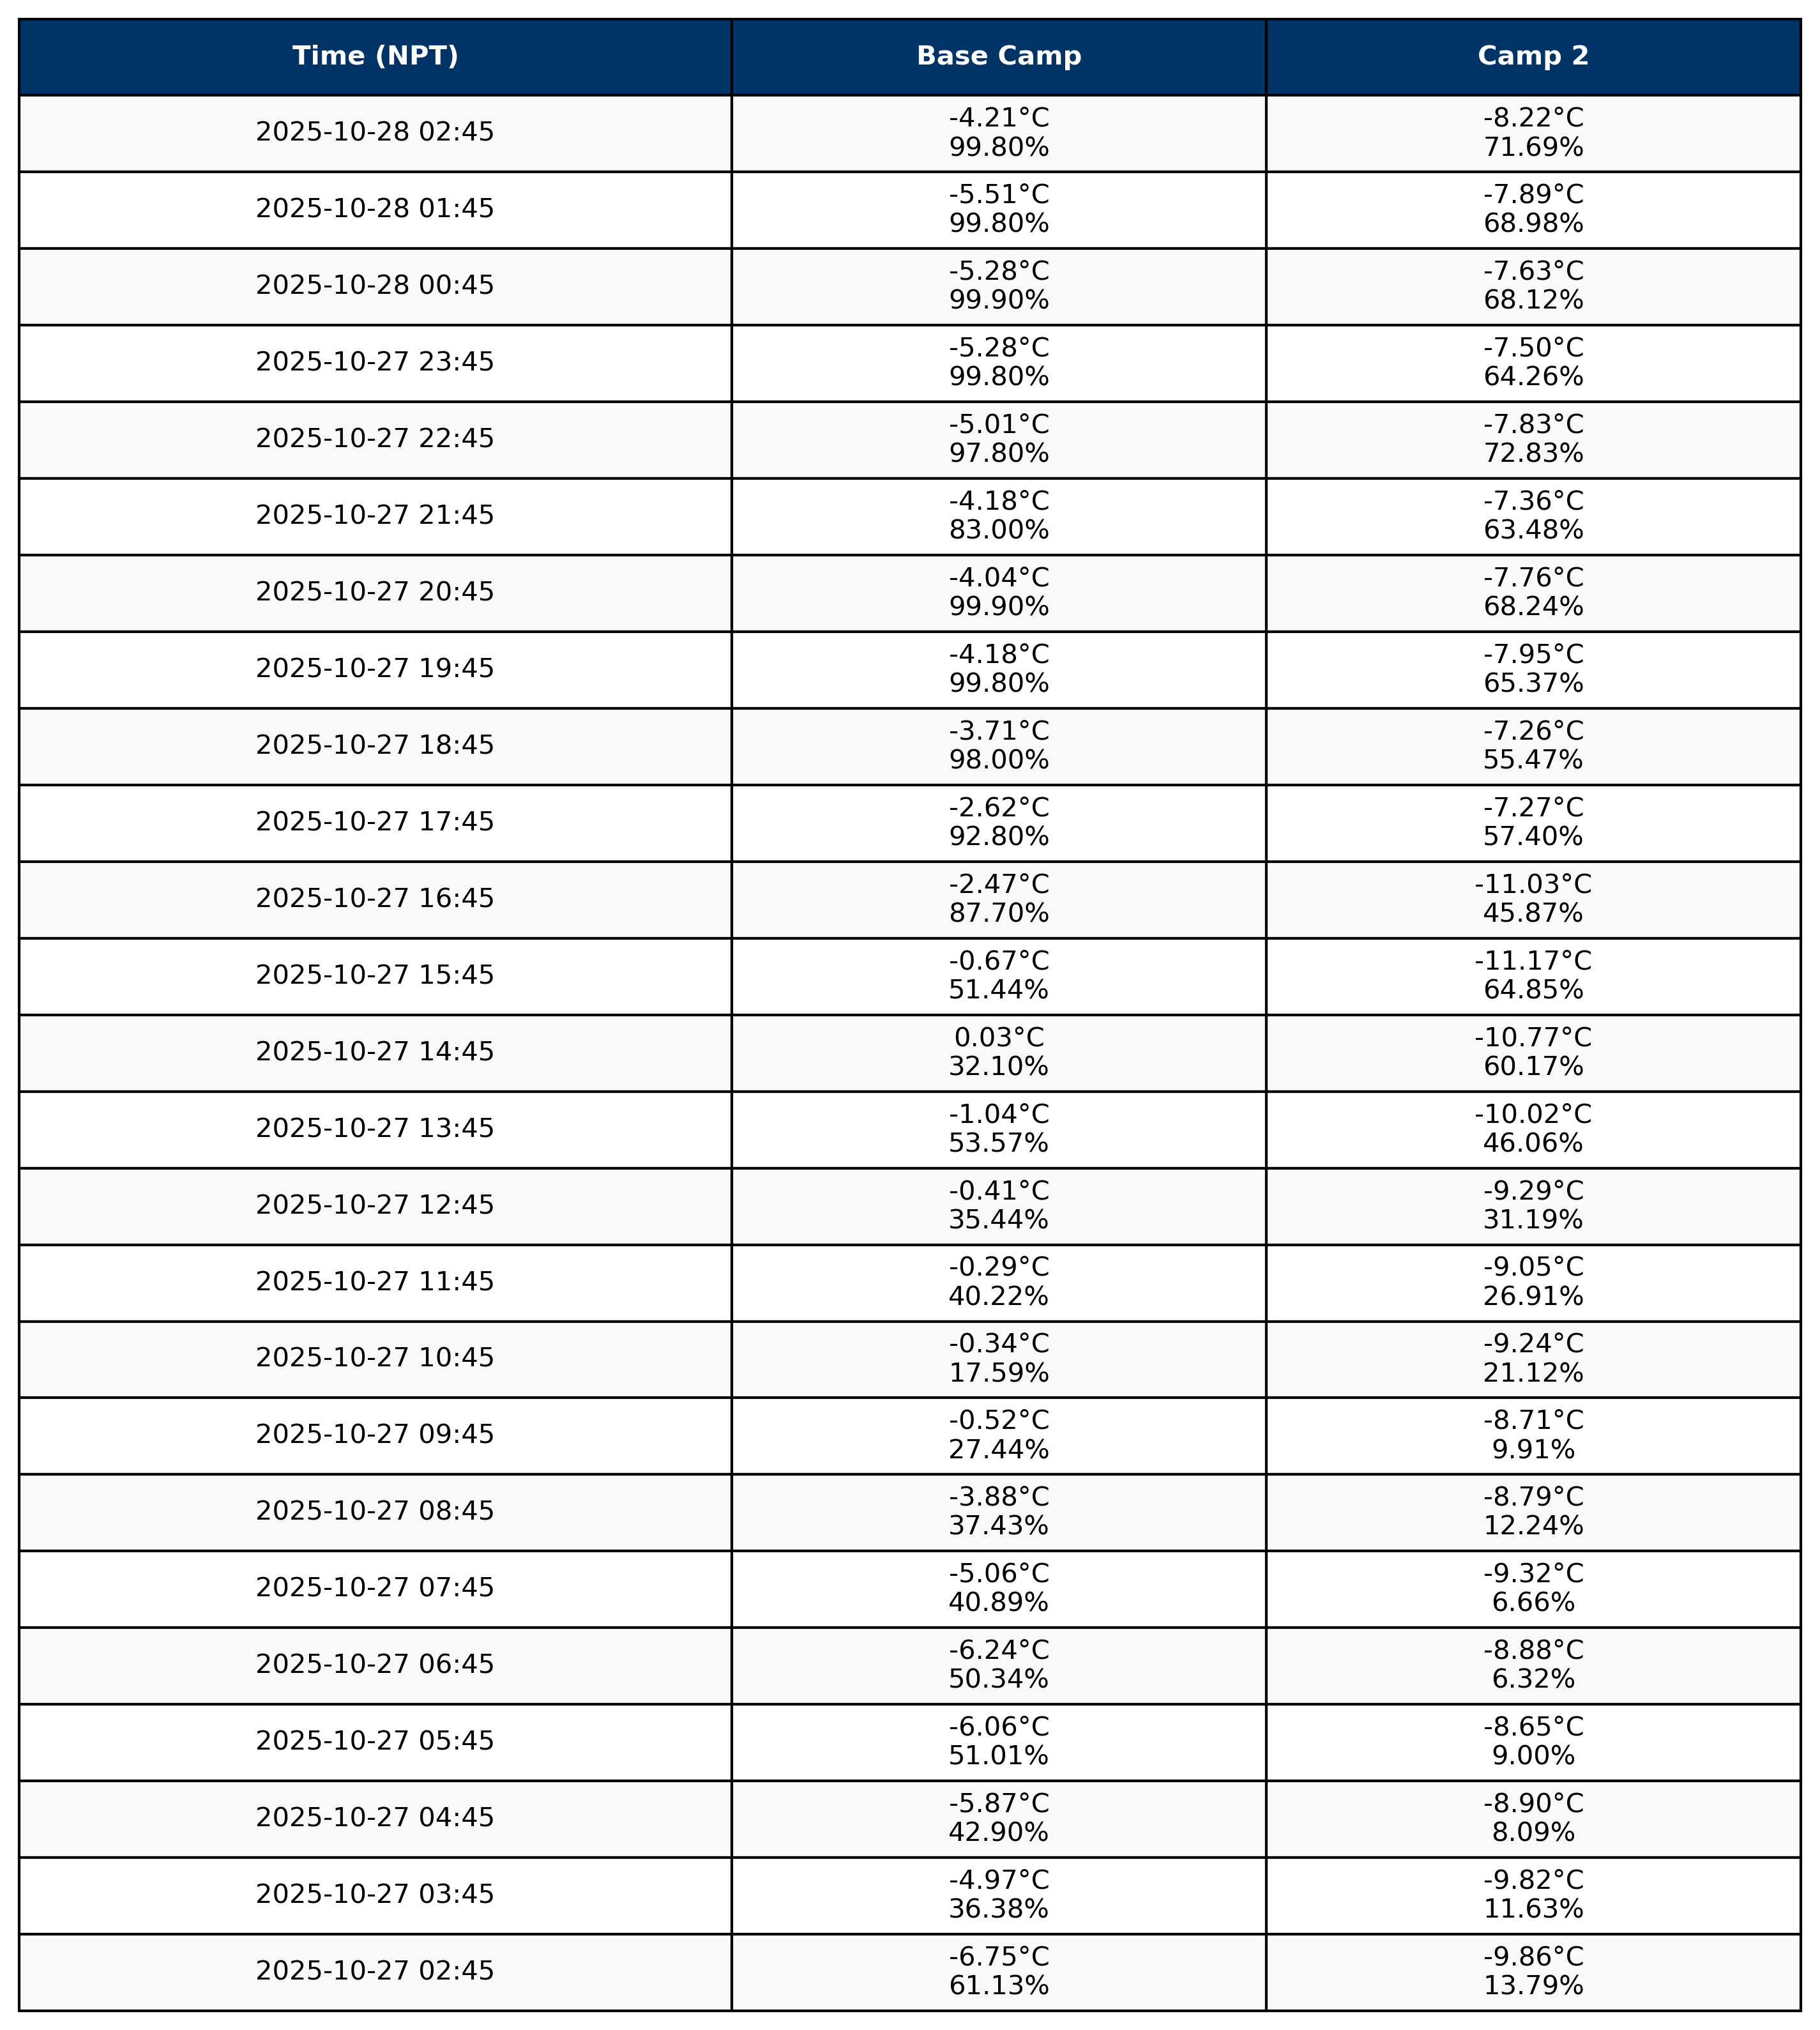 Time (NPT) Base Camp Camp 2
2025-10-28 02:45 -4.21°C 99.80% -8.22°C 71.69%
2025-10-28 01:45 -5.51°C 99.80% -7.89°C 68.98%
2025-10-28 00:45 -5.28°C 99.90% -7.63°C 68.12%
2025-10-27 23:45 -5.28°C 99.80% -7.50°C 64.26%
2025-10-27 22:45 -5.01°C 97.80% -7.83°C 72.83%
2025-10-27 21:45 -4.18°C 83.00% -7.36°C 63.48%
2025-10-27 20:45 -4.04°C 99.90% -7.76°C 68.24%
2025-10-27 19:45 -4.18°C 99.80% -7.95°C 65.37%
2025-10-27 18:45 -3.71°C 98.00% -7.26°C 55.47%
2025-10-27 17:45 -2.62°C 92.80% -7.27°C 57.40%
2025-10-27 16:45 -2.47°C 87.70% -11.03°C 45.87%
2025-10-27 15:45 -0.67°C 51.44% -11.17°C 64.85%
2025-10-27 14:45 0.03°C 32.10% -10.77°C 60.17%
2025-10-27 13:45 -1.04°C 53.57% -10.02°C 46.06%
2025-10-27 12:45 -0.41°C 35.44% -9.29°C 31.19%
2025-10-27 11:45 -0.29°C 40.22% -9.05°C 26.91%
2025-10-27 10:45 -0.34°C 17.59% -9.24°C 21.12%
2025-10-27 09:45 -0.52°C 27.44% -8.71°C 9.91%
2025-10-27 08:45 -3.88°C 37.43% -8.79°C 12.24%
2025-10-27 07:45 -5.06°C 40.89% -9.32°C 6.66%
2025-10-27 06:45 -6.24°C 50.34% -8.88°C 6.32%
2025-10-27 05:45 -6.06°C 51.01% -8.65°C 9.00%
2025-10-27 04:45 -5.87°C 42.90% -8.90°C 8.09%
2025-10-27 03:45 -4.97°C 36.38% -9.82°C 11.63%
2025-10-27 02:45 -6.75°C 61.13% -9.86°C 13.79%